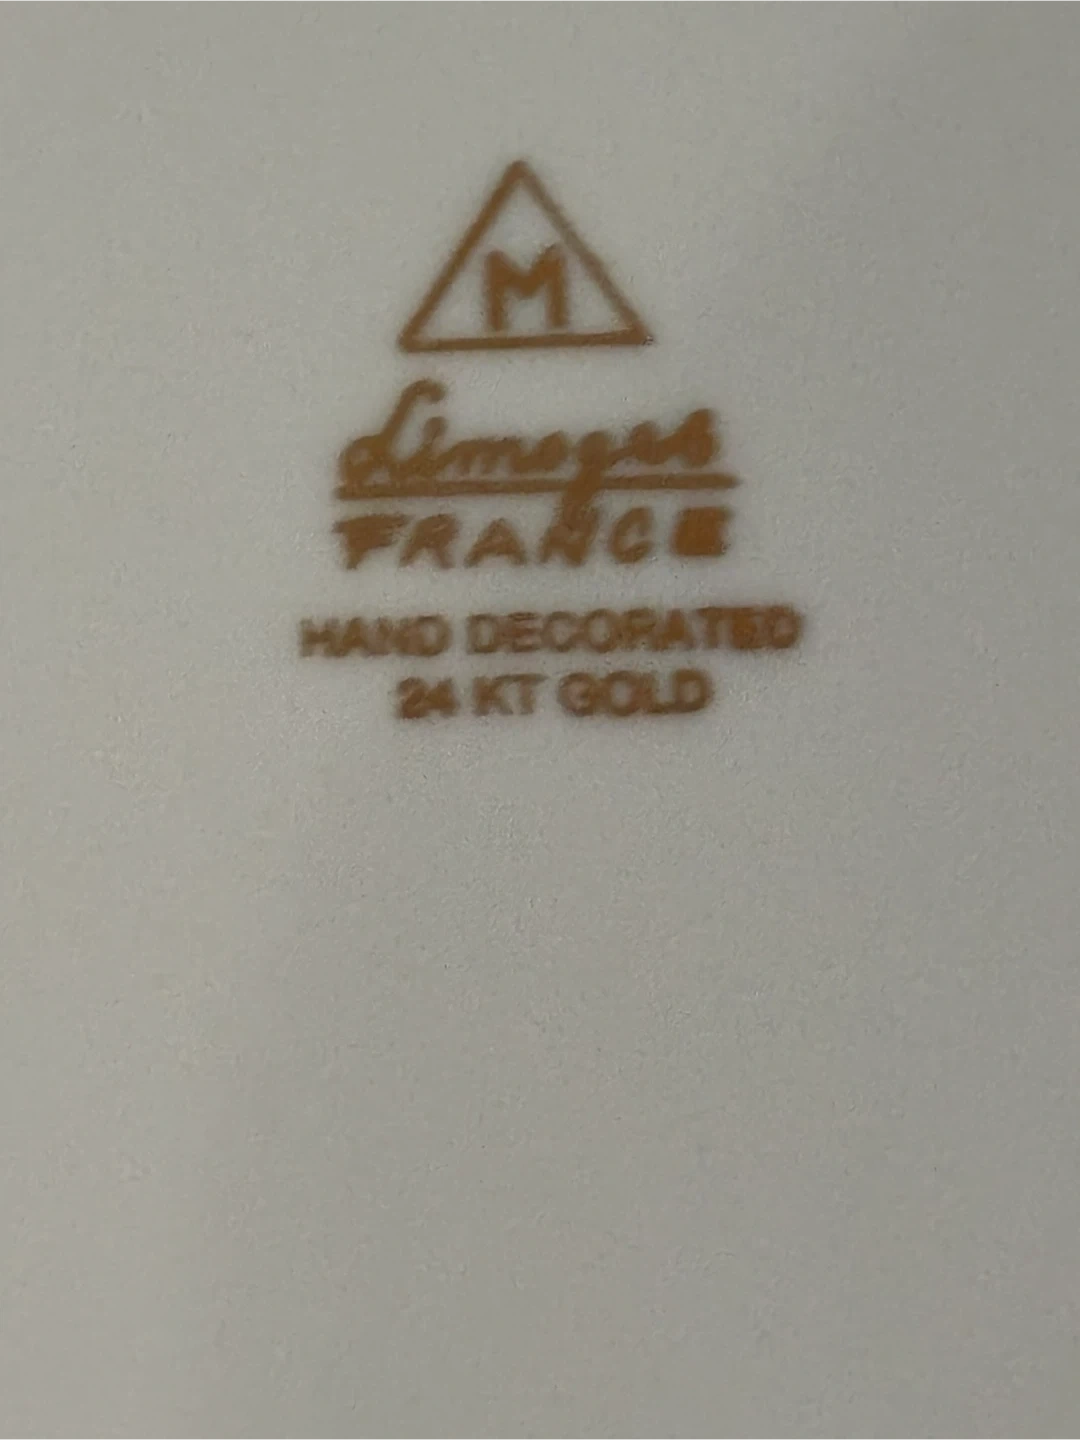 M
Limoges
FRANCE
HAND DECORATED
24 KT GOLD